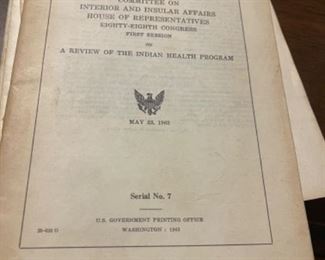 COMMITTEE ON
INTERIOR AND INSULAR AFFAIRS
HOUSE OF REPRESENTATIVES
EIGHTY-EIGHTH CONGRESS
FIRST SESSION
ON
A REVIEW OF THE INDIAN HEALTH PROGRAM
MAY 23, 1963
Serial No. 7
U.S. GOVERNMENT PRINTING OFFICE
WASHINGTON : 1963